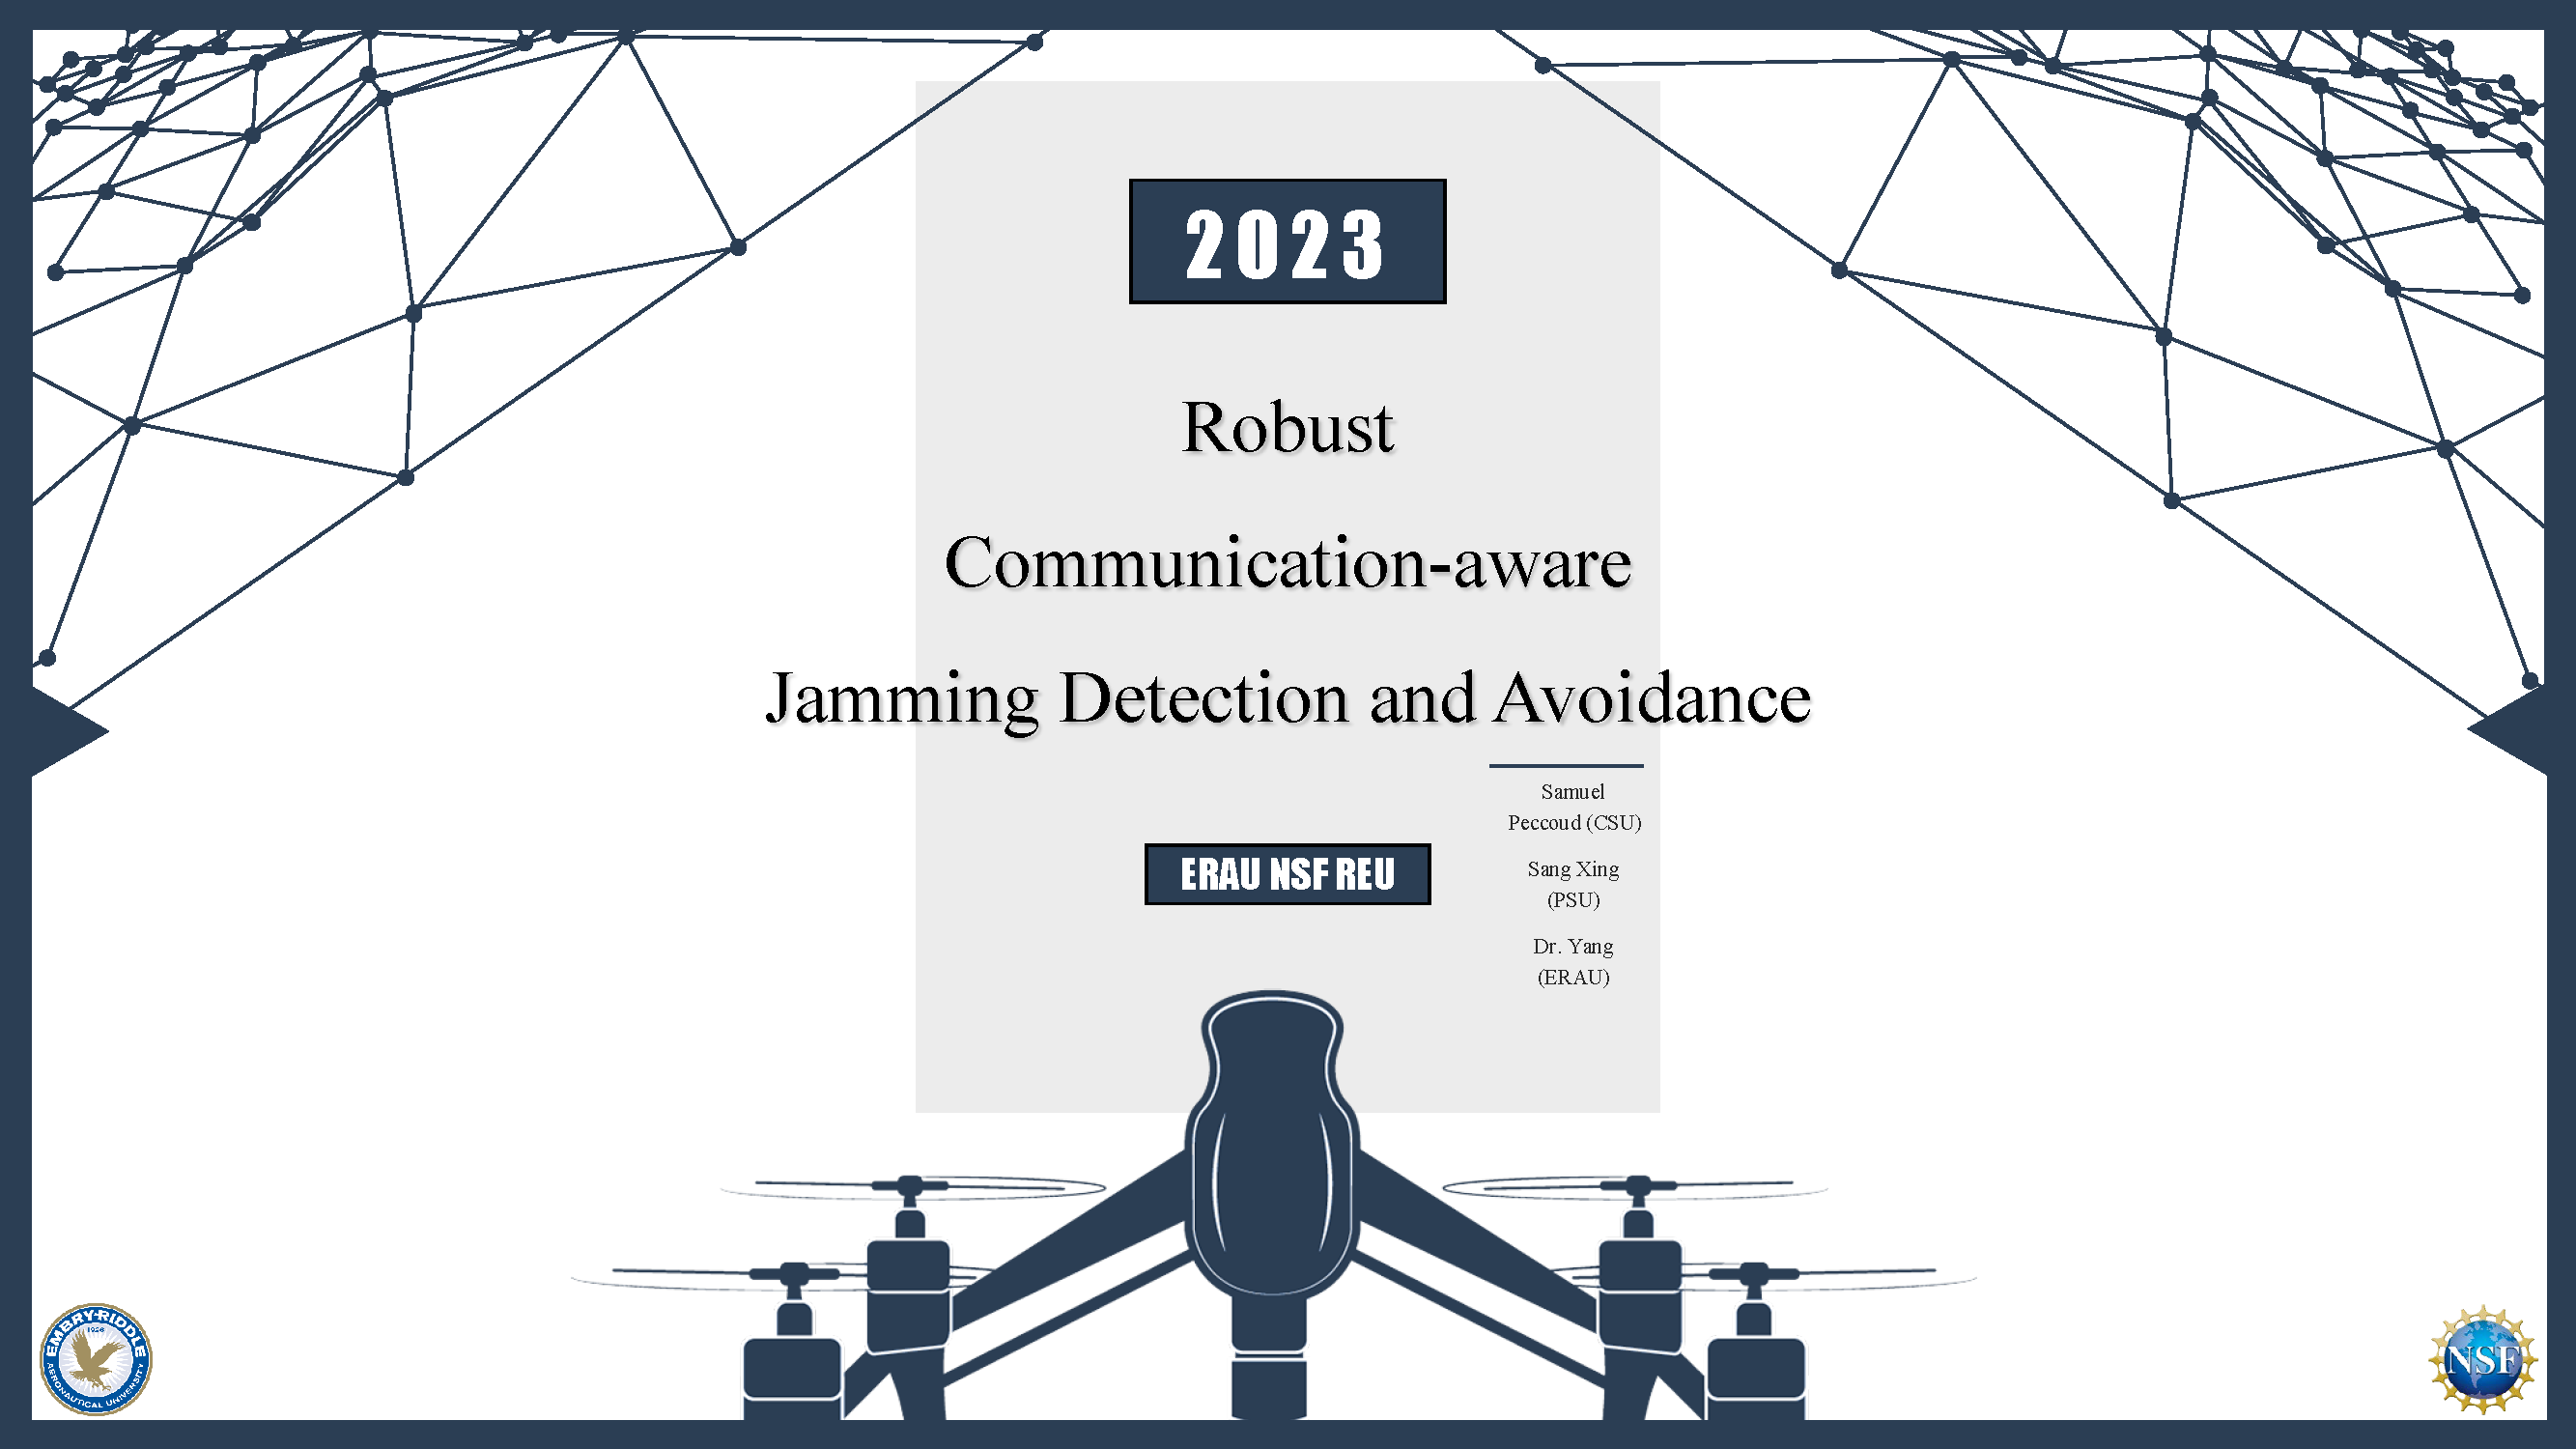 2023
Robust
Communication-aware
Jamming Detection and Avoidance
Samuel
Peccoud (CSU)
ERAU NSF REU
Sang Xing
(PSU)
Dr. Yang
(ERAU)
EMBRY-RIDDLE
1926
AERONAUTICAL UNIVERSITY
NSF